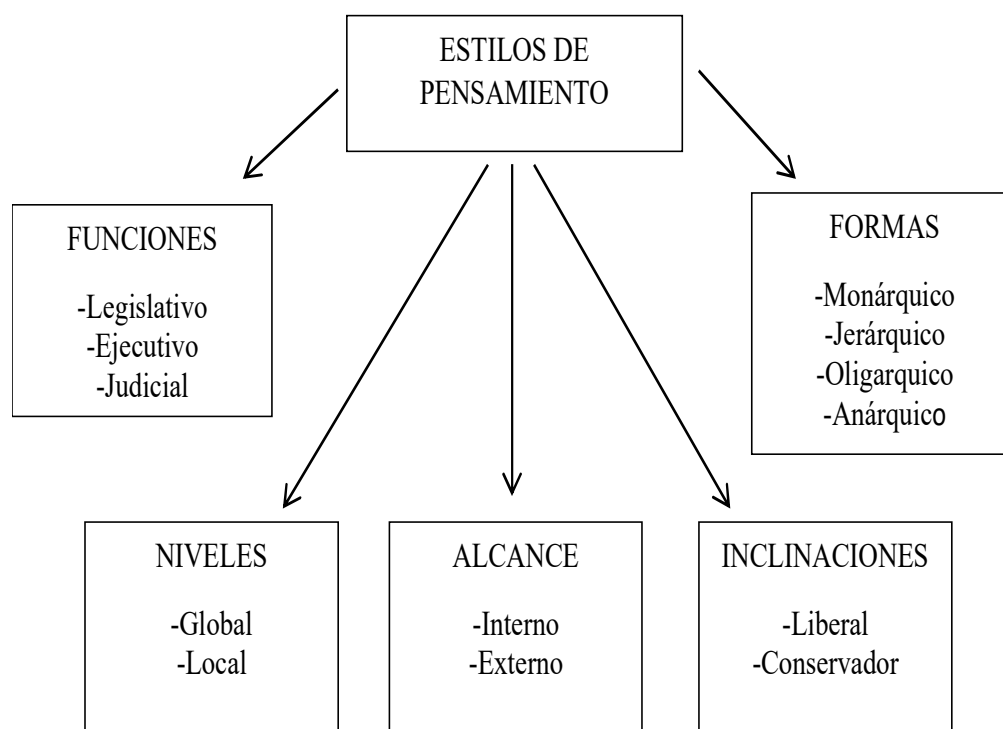 ESTILOS DE
PENSAMIENTO
FUNCIONES
-Legislativo
-Ejecutivo
-Judicial
FORMAS
-Monárquico
-Jerárquico
-Oligarquico
-Anárquico
NIVELES
-Global
-Local
ALCANCE
-Interno
-Externo
INCLINACIONES
-Liberal
-Conservador